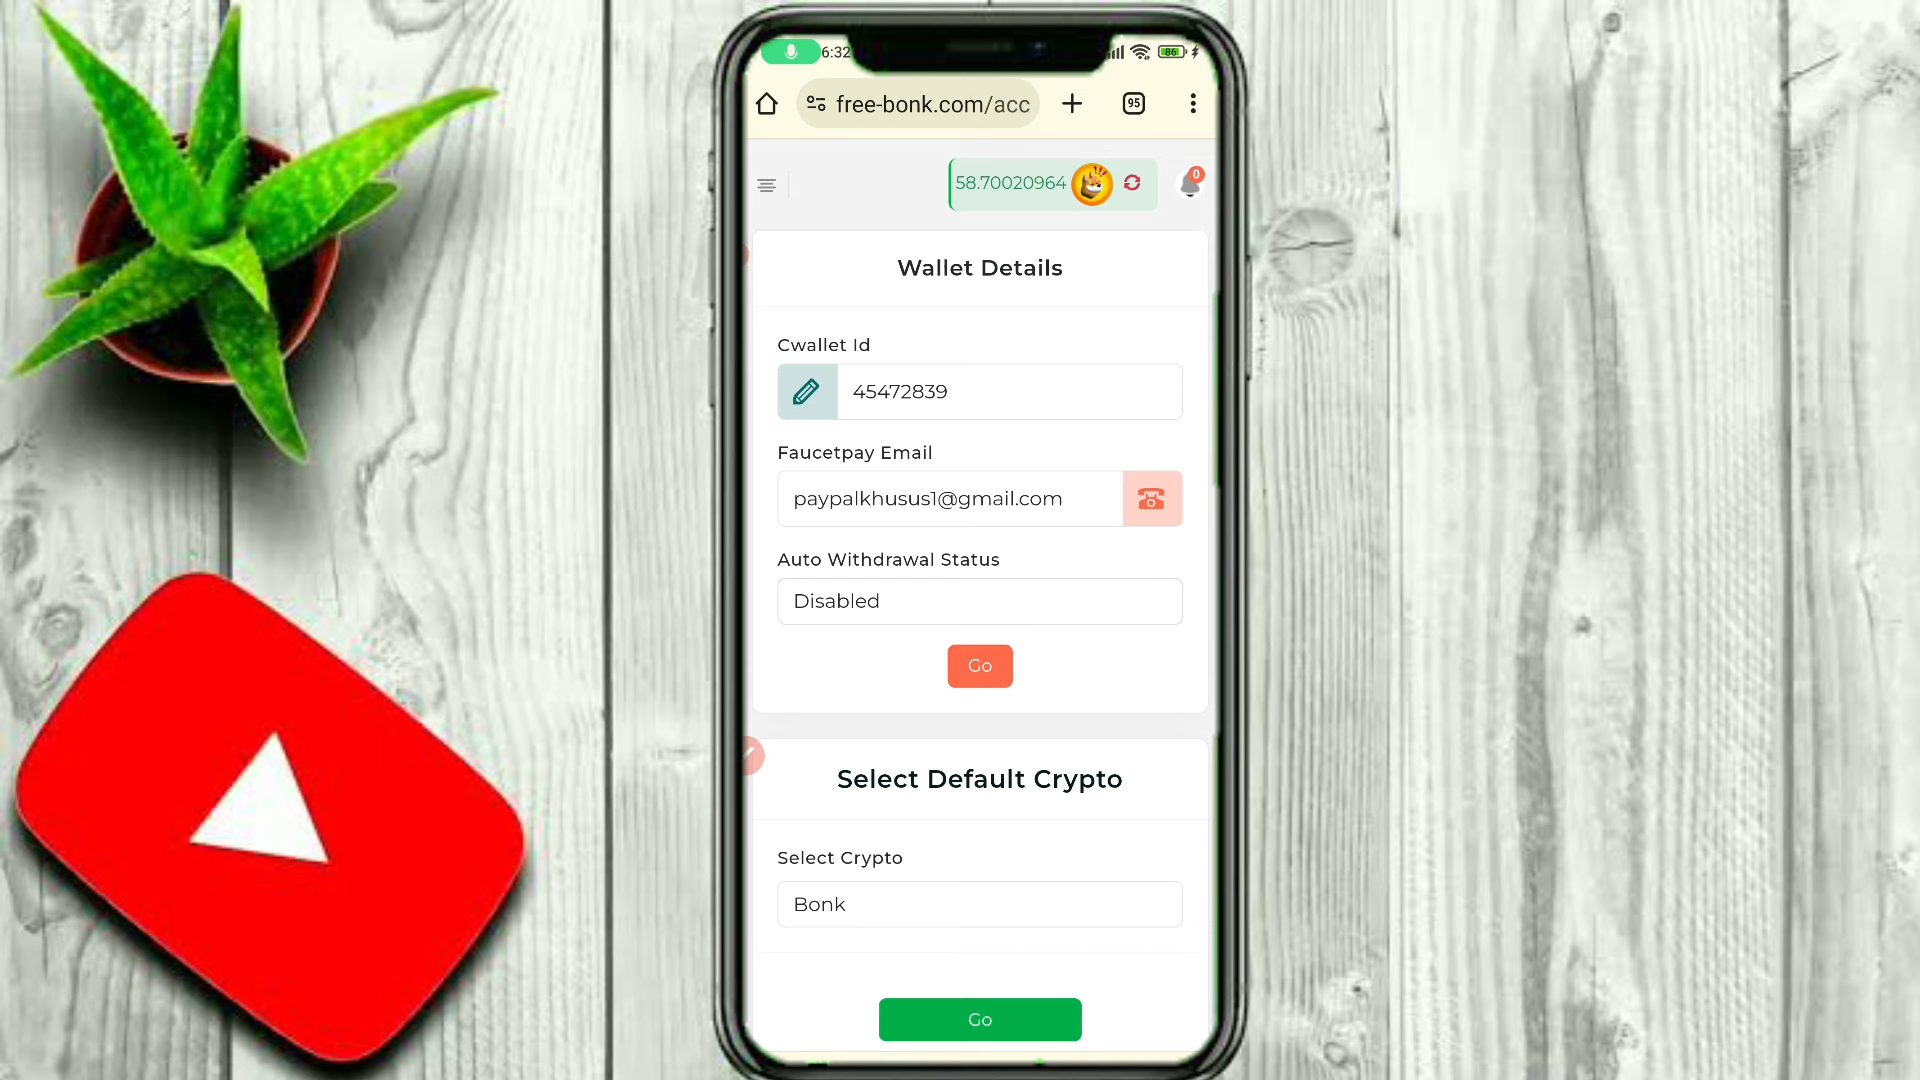 6:32
86
free-bonk.com/acc
95
58.70020964
0
Wallet Details
Cwallet Id
45472839
Faucetpay Email
paypalkhusus1@gmail.com
Auto Withdrawal Status
Disabled
Go
Select Default Crypto
Select Crypto
Bonk
Go